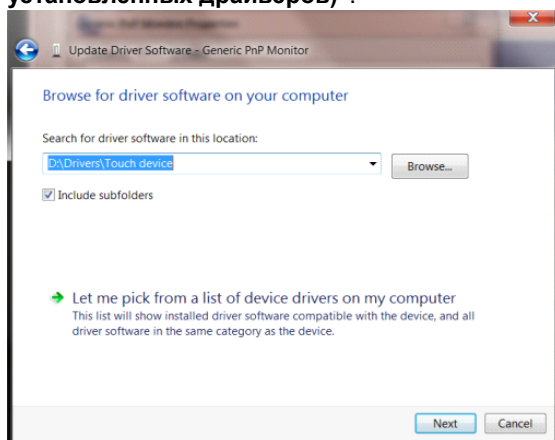 установленных драйверов)".
Update Driver Software - Generic PnP Monitor
Browse for driver software on your computer
Search for driver software in this location:
D:\Drivers\Touch device
Browse...
Include subfolders
Let me pick from a list of device drivers on my computer
This list will show installed driver software compatible with the device, and all
driver software in the same category as the device.
Next Cancel